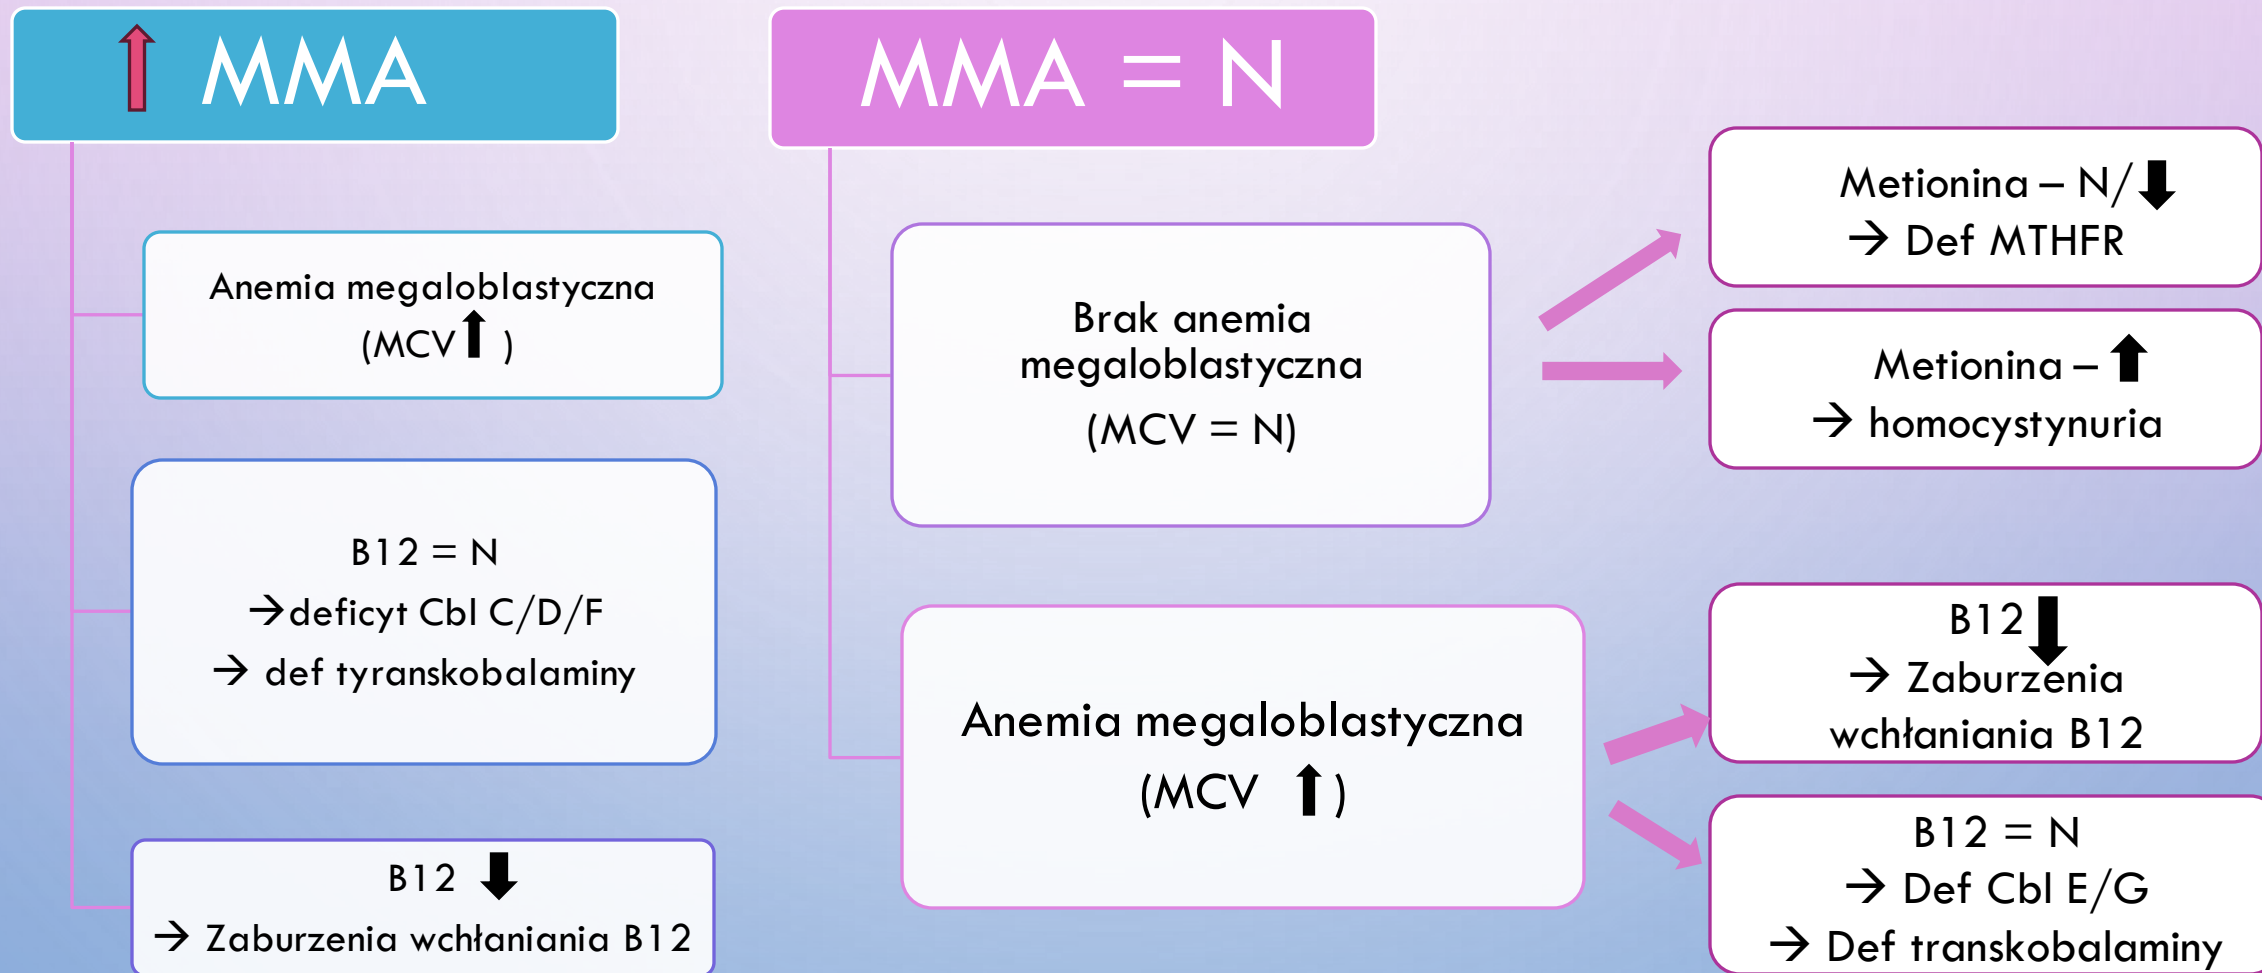 ↑ MMA
Anemia megaloblastyczna
(MCV ↑ )
B12 = N
→deficyt Cbl C/D/F
→ def tyranskobalaminy
B12 ↓
→ Zaburzenia wchłaniania B12
MMA = N
Brak anemia
megaloblastyczna
(MCV = N)
Metionina – N/↓
→ Def MTHFR
Metionina – ↑
→ homocystynuria
Anemia megaloblastyczna
(MCV ↑ )
B12 ↓
→ Zaburzenia
wchłaniania B12
B12 = N
→ Def Cbl E/G
→ Def transkobalaminy